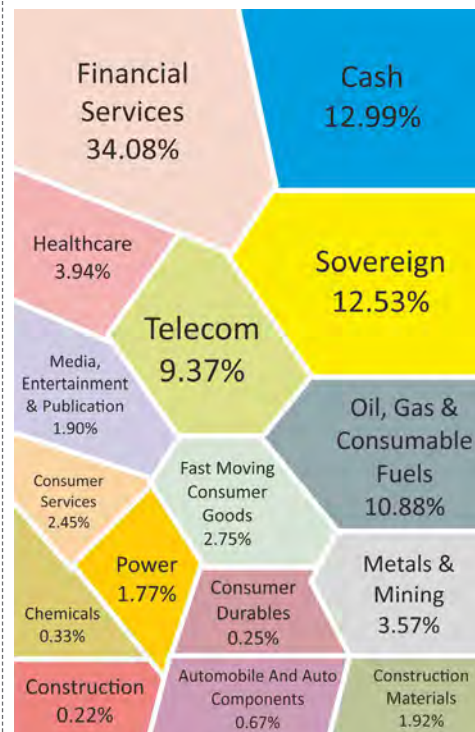 Financial
Services
34.08%
Cash
12.99%
Healthcare
3.94%
Sovereign
12.53%
Telecom
9.37%
Media,
Entertainment
& Publication
1.90%
Oil, Gas &
Consumable
Fuels
10.88%
Consumer
Services
2.45%
Fast Moving
Consumer
Goods
2.75%
Power
1.77%
Metals &
Mining
3.57%
Chemicals
0.33%
Consumer
Durables
0.25%
Construction
0.22%
Automobile And Auto
Components
0.67%
Construction
Materials
1.92%